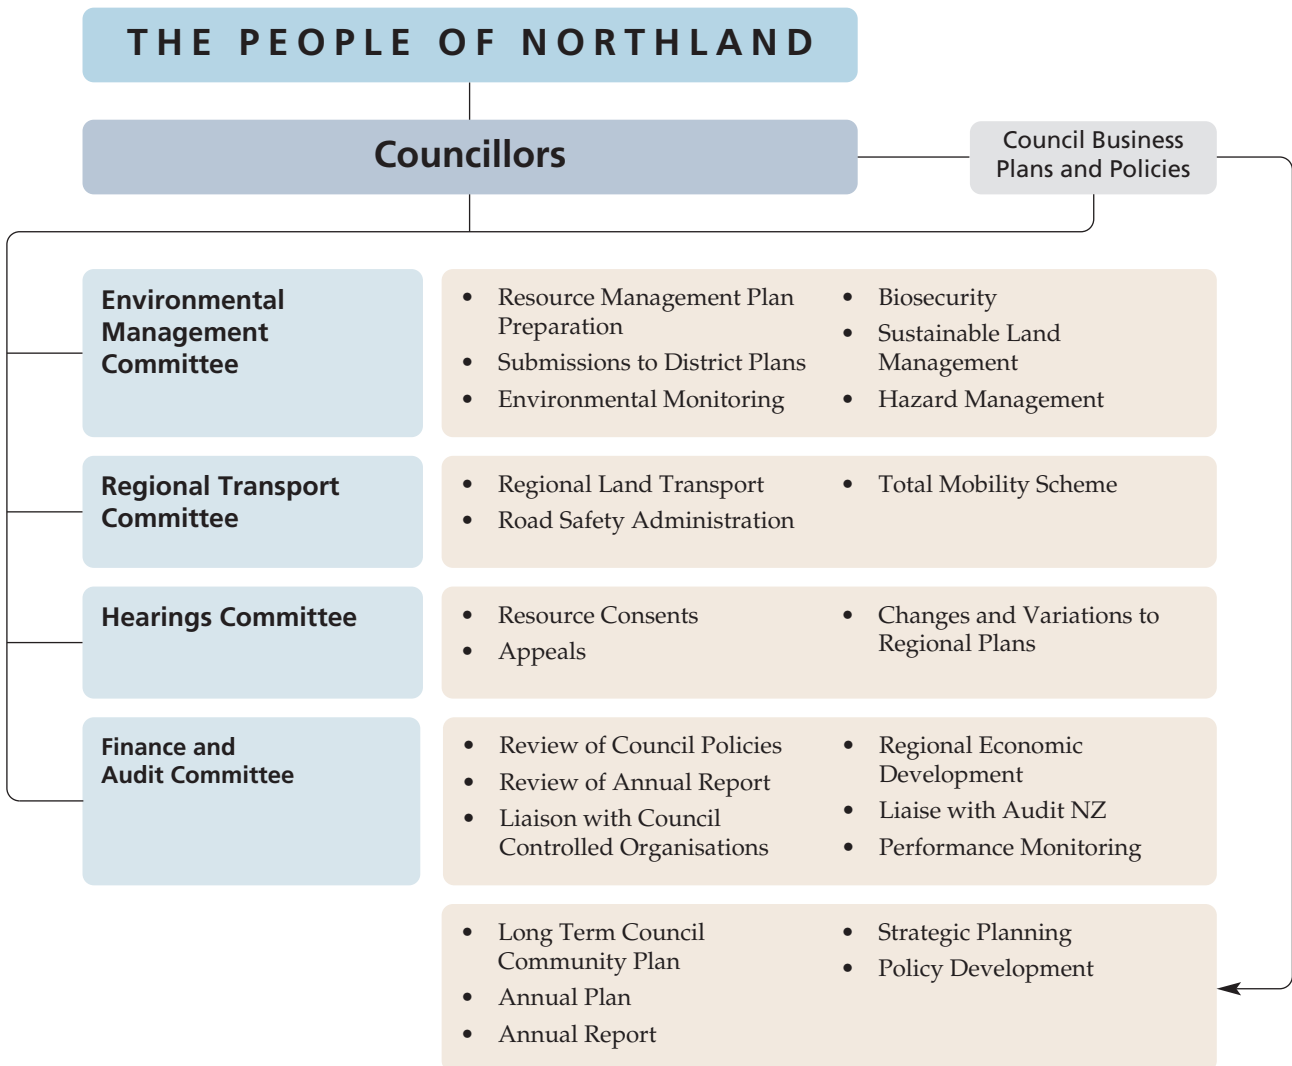 THE PEOPLE OF NORTHLAND
Councillors
Council Business
Plans and Policies
Environmental
Management
Committee
• Resource Management Plan
Preparation
• Submissions to District Plans
• Environmental Monitoring
• Biosecurity
• Sustainable Land
Management
• Hazard Management
Regional Transport
Committee
• Regional Land Transport
• Road Safety Administration
• Total Mobility Scheme
Hearings Committee
• Resource Consents
• Appeals
• Changes and Variations to
Regional Plans
Finance and
Audit Committee
• Review of Council Policies
• Review of Annual Report
• Liaison with Council
Controlled Organisations
• Regional Economic
Development
• Liaise with Audit NZ
• Performance Monitoring
• Long Term Council
Community Plan
• Annual Plan
• Annual Report
• Strategic Planning
• Policy Development